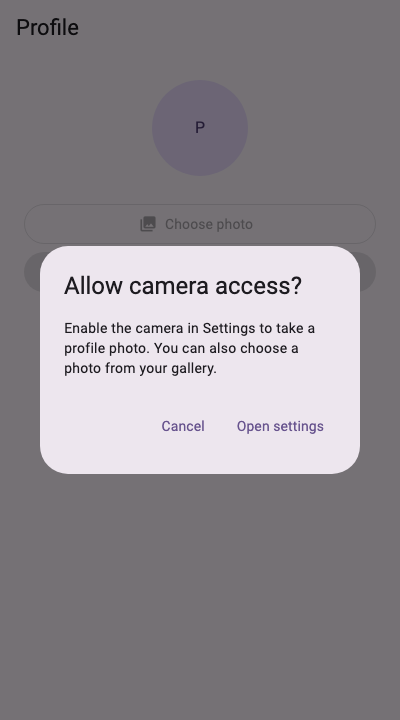 Profile
P
Choose photo
Allow camera access?
Enable the camera in Settings to take a
profile photo. You can also choose a
photo from your gallery.
Cancel
Open settings